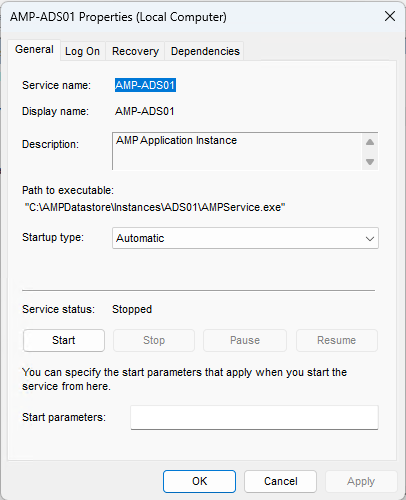 AMP-ADS01 Properties (Local Computer)
General Log On Recovery Dependencies
Service name: AMP-ADS01
Display name: AMP-ADS01
Description: AMP Application Instance
Path to executable:
"C:\AMPDatastore\Instances\ADS01\AMPService.exe"
Startup type: Automatic
Service status: Stopped
Start Stop Pause Resume
You can specify the start parameters that apply when you start the
service from here.
Start parameters:
OK Cancel Apply